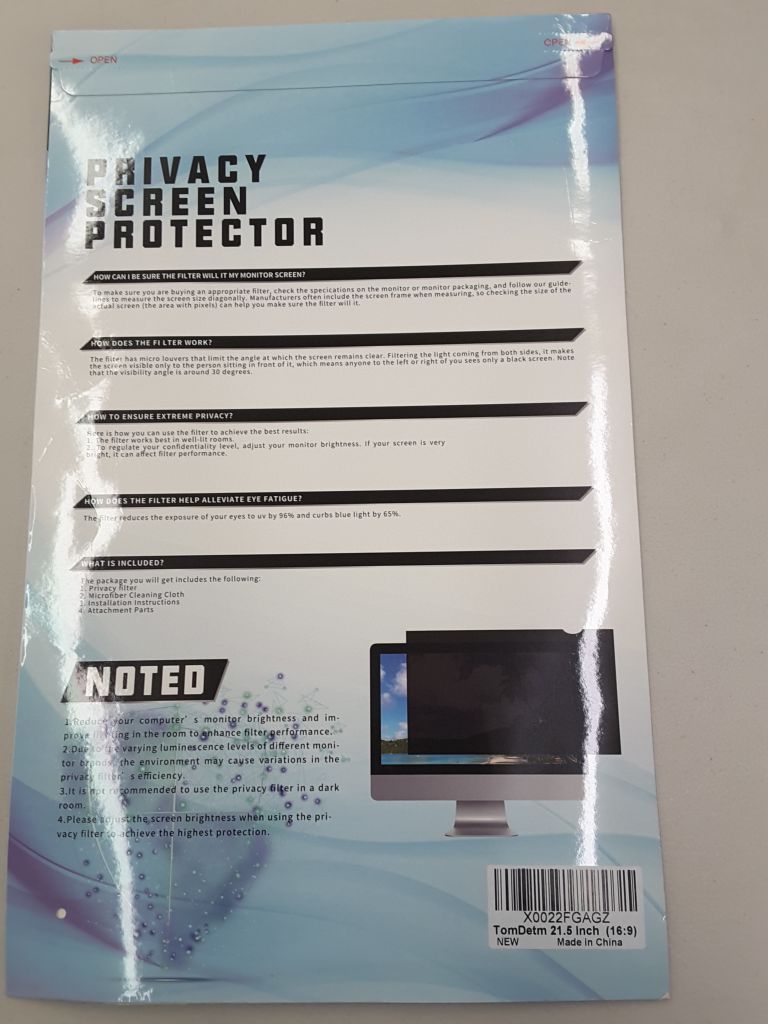 OPEN
OPEN
PRIVACY
SCREEN
PROTECTOR
HOW CAN I BE SURE THE FILTER WILL IT MY MONITOR SCREEN?
To make sure you are buying an appropriate filter, check the specications on the monitor or monitor packaging, and follow our guide-
lines to measure the screen size diagonally. Manufacturers often include the screen frame when measuring, so checking the size of the
actual screen (the area with pixels) can help you make sure the filter will it.
HOW DOES THE FI LTER WORK?
The filter has micro louvers that limit the angle at which the screen remains clear. Filtering the light coming from both sides, it makes
the screen visible only to the person sitting in front of it, which means anyone to the left or right of you sees only a black screen. Note
that the visibility angle is around 30 degrees.
HOW TO ENSURE EXTREME PRIVACY?
Here is how you can use the filter to achieve the best results:
1. The filter works best in well-lit rooms.
2. To regulate your confidentiality level, adjust your monitor brightness. If your screen is very
bright, it can affect filter performance.
HOW DOES THE FILTER HELP ALLEVIATE EYE FATIGUE?
The filter reduces the exposure of your eyes to uv by 96% and curbs blue light by 65%.
WHAT IS INCLUDED?
The package you will get includes the following:
1. Privacy filter
2. Microfiber Cleaning Cloth
3. Installation Instructions
4. Attachment Parts
NOTED
1.Reduce your computer's monitor brightness and im-
prove lighting in the room to enhance filter performance.
2.Due to the varying luminescence levels of different moni-
tor brands, the environment may cause variations in the
privacy filter's efficiency.
3.It is not recommended to use the privacy filter in a dark
room.
4.Please adjust the screen brightness when using the pri-
vacy filter to achieve the highest protection.
X0022FGAGZ
TomDetm 21.5 Inch (16:9)
NEW Made in China